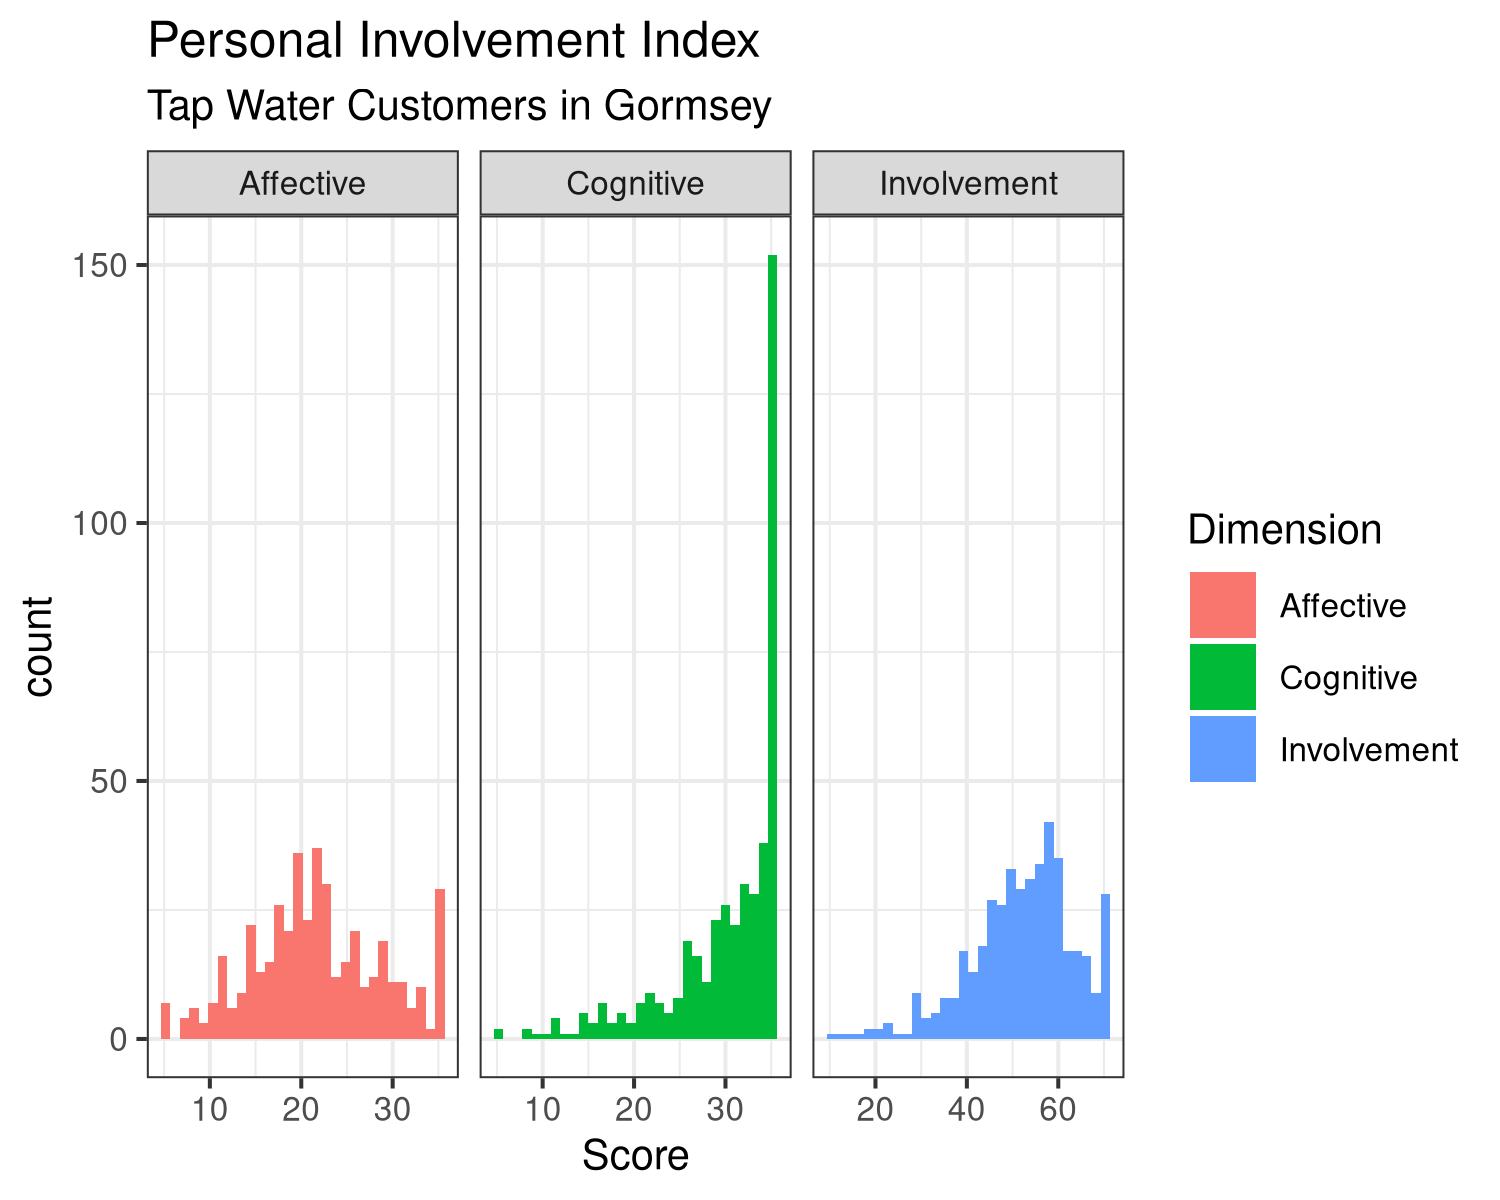 Personal Involvement Index
Tap Water Customers in Gormsey
Affective Cognitive Involvement
150
100
50
0
count
10 20 30 10 20 30 20 40 60
Score
Dimension
Affective
Cognitive
Involvement